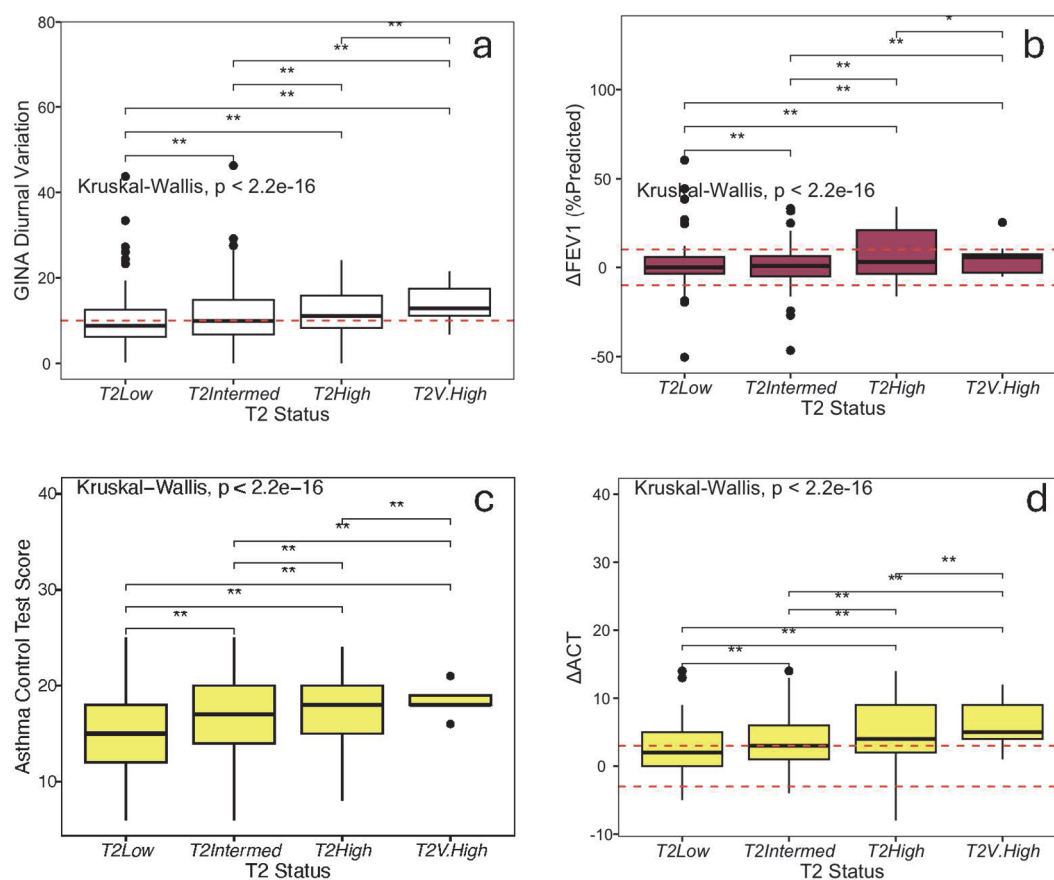 a
80
60
40
20
0
GINA Diurnal Variation
**
**
**
**
**
**
Kruskal-Wallis, p < 2.2e-16
T2Low T2Intermed T2High T2V.High
T2 Status
b
100
50
0
-50
ΔFEV1 (%Predicted)
*
**
**
**
**
**
Kruskal-Wallis, p < 2.2e-16
T2Low T2Intermed T2High T2V.High
T2 Status
Kruskal–Wallis, p < 2.2e−16
c
40
30
20
10
Asthma Control Test Score
**
**
**
**
**
**
T2Low T2Intermed T2High T2V.High
T2 Status
Kruskal-Wallis, p < 2.2e-16
d
40
30
20
10
0
-10
ΔACT
**
**
**
**
**
**
T2Low T2Intermed T2High T2V.High
T2 Status